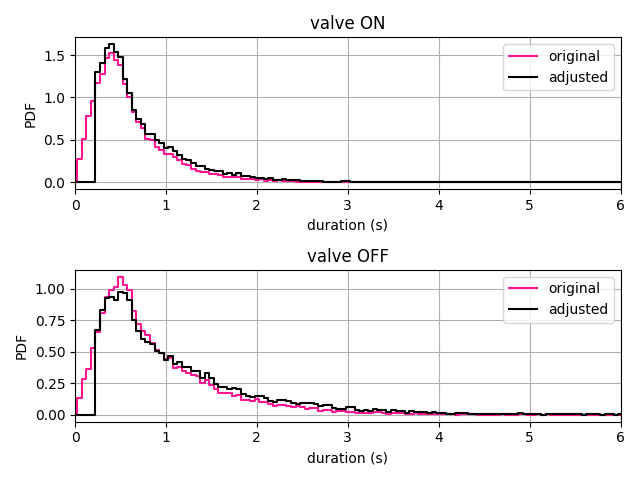 valve ON
1.5
1.0
0.5
0.0
PDF
original
adjusted
0 1 2 3 4 5 6
duration (s)
valve OFF
1.00
0.75
0.50
0.25
0.00
PDF
original
adjusted
0 1 2 3 4 5 6
duration (s)